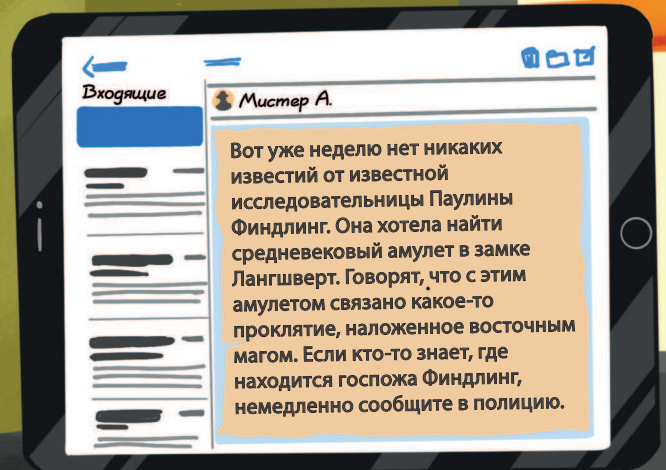 Входящие
Мистер А.
Вот уже неделю нет никаких
известий от известной
исследовательницы Паулины
Финдлинг. Она хотела найти
средневековый амулет в замке
Лангшверт. Говорят, что с этим
амулетом связано какое-то
проклятие, наложенное восточным
магом. Если кто-то знает, где
находится госпожа Финдлинг,
немедленно сообщите в полицию.